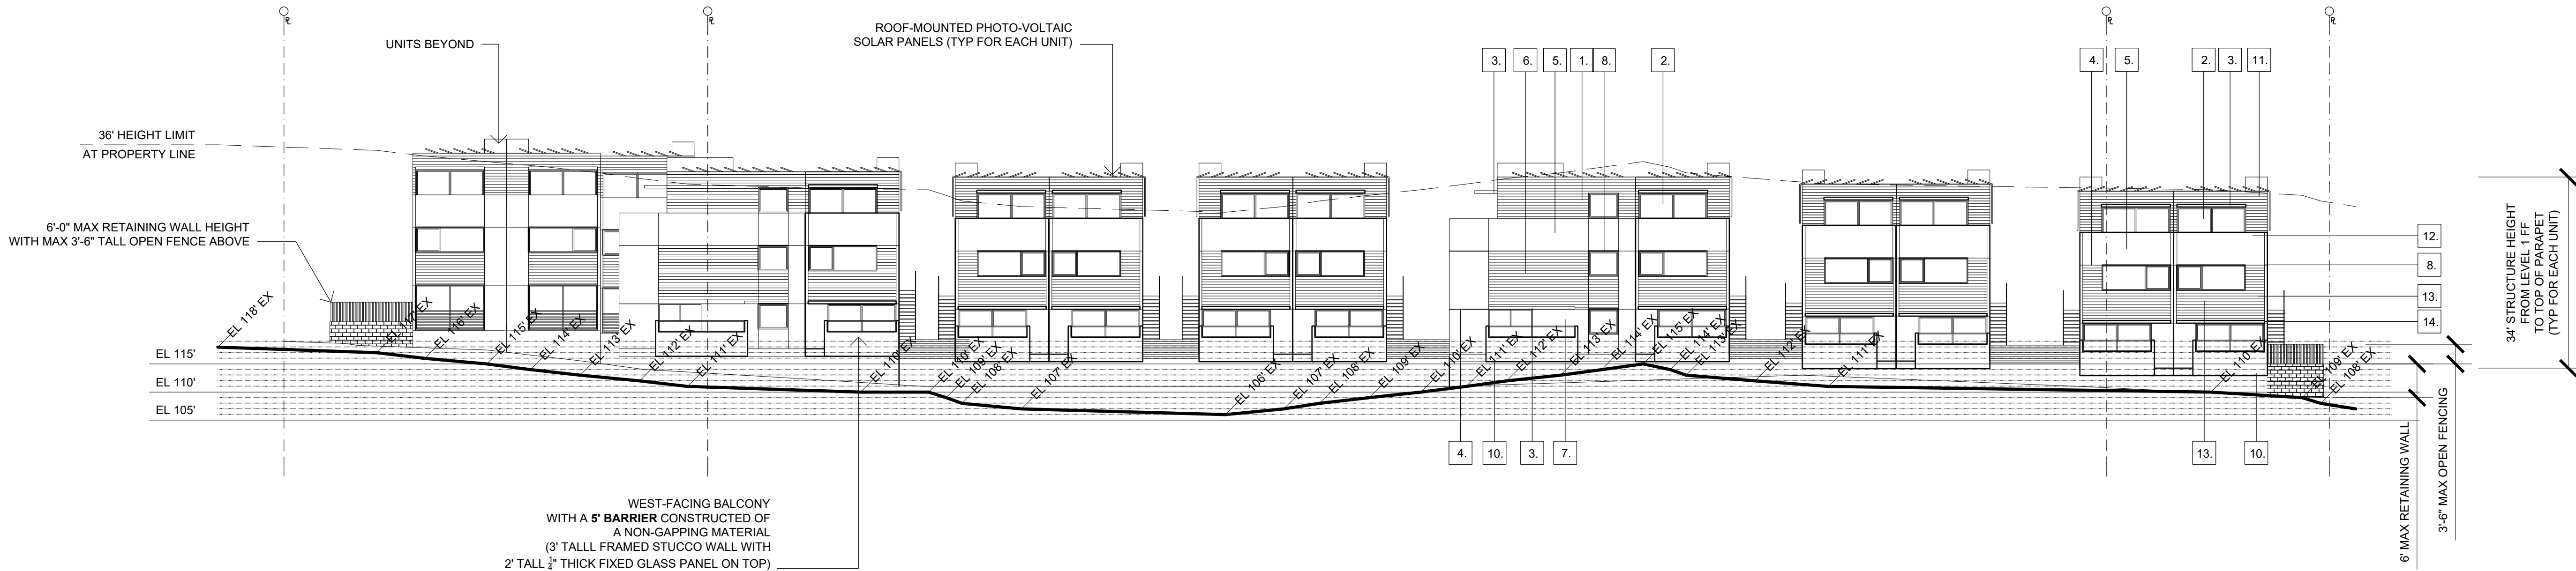 UNITS BEYOND
ROOF-MOUNTED PHOTO-VOLTAIC
SOLAR PANELS (TYP FOR EACH UNIT)
3.
6.
5.
1.
8.
2.
4.
5.
2.
3.
11.
36' HEIGHT LIMIT
AT PROPERTY LINE
6'-0" MAX RETAINING WALL HEIGHT
WITH MAX 3'-6" TALL OPEN FENCE ABOVE
12.
8.
13.
14.
34' STRUCTURE HEIGHT
FROM LEVEL 1 FF
TO TOP OF PARAPET
(TYP FOR EACH UNIT)
EL 118' EX
EL 117' EX
EL 116' EX
EL 115' EX
EL 114' EX
EL 113' EX
EL 112' EX
EL 111' EX
EL 110' EX
EL 110' EX
EL 109' EX
EL 108' EX
EL 107' EX
EL 106' EX
EL 107' EX
EL 108' EX
EL 109' EX
EL 110' EX
EL 111' EX
EL 112' EX
EL 113' EX
EL 114' EX
EL 115' EX
EL 114' EX
EL 113' EX
EL 112' EX
EL 111' EX
EL 110' EX
EL 109' EX
EL 108' EX
EL 115'
EL 110'
EL 105'
4.
10.
3.
7.
13.
10.
6' MAX RETAINING WALL
3'-6" MAX OPEN FENCING
WEST-FACING BALCONY
WITH A 5' BARRIER CONSTRUCTED OF
A NON-GAPPING MATERIAL
(3' TALLL FRAMED STUCCO WALL WITH
2' TALL 1/4" THICK FIXED GLASS PANEL ON TOP)